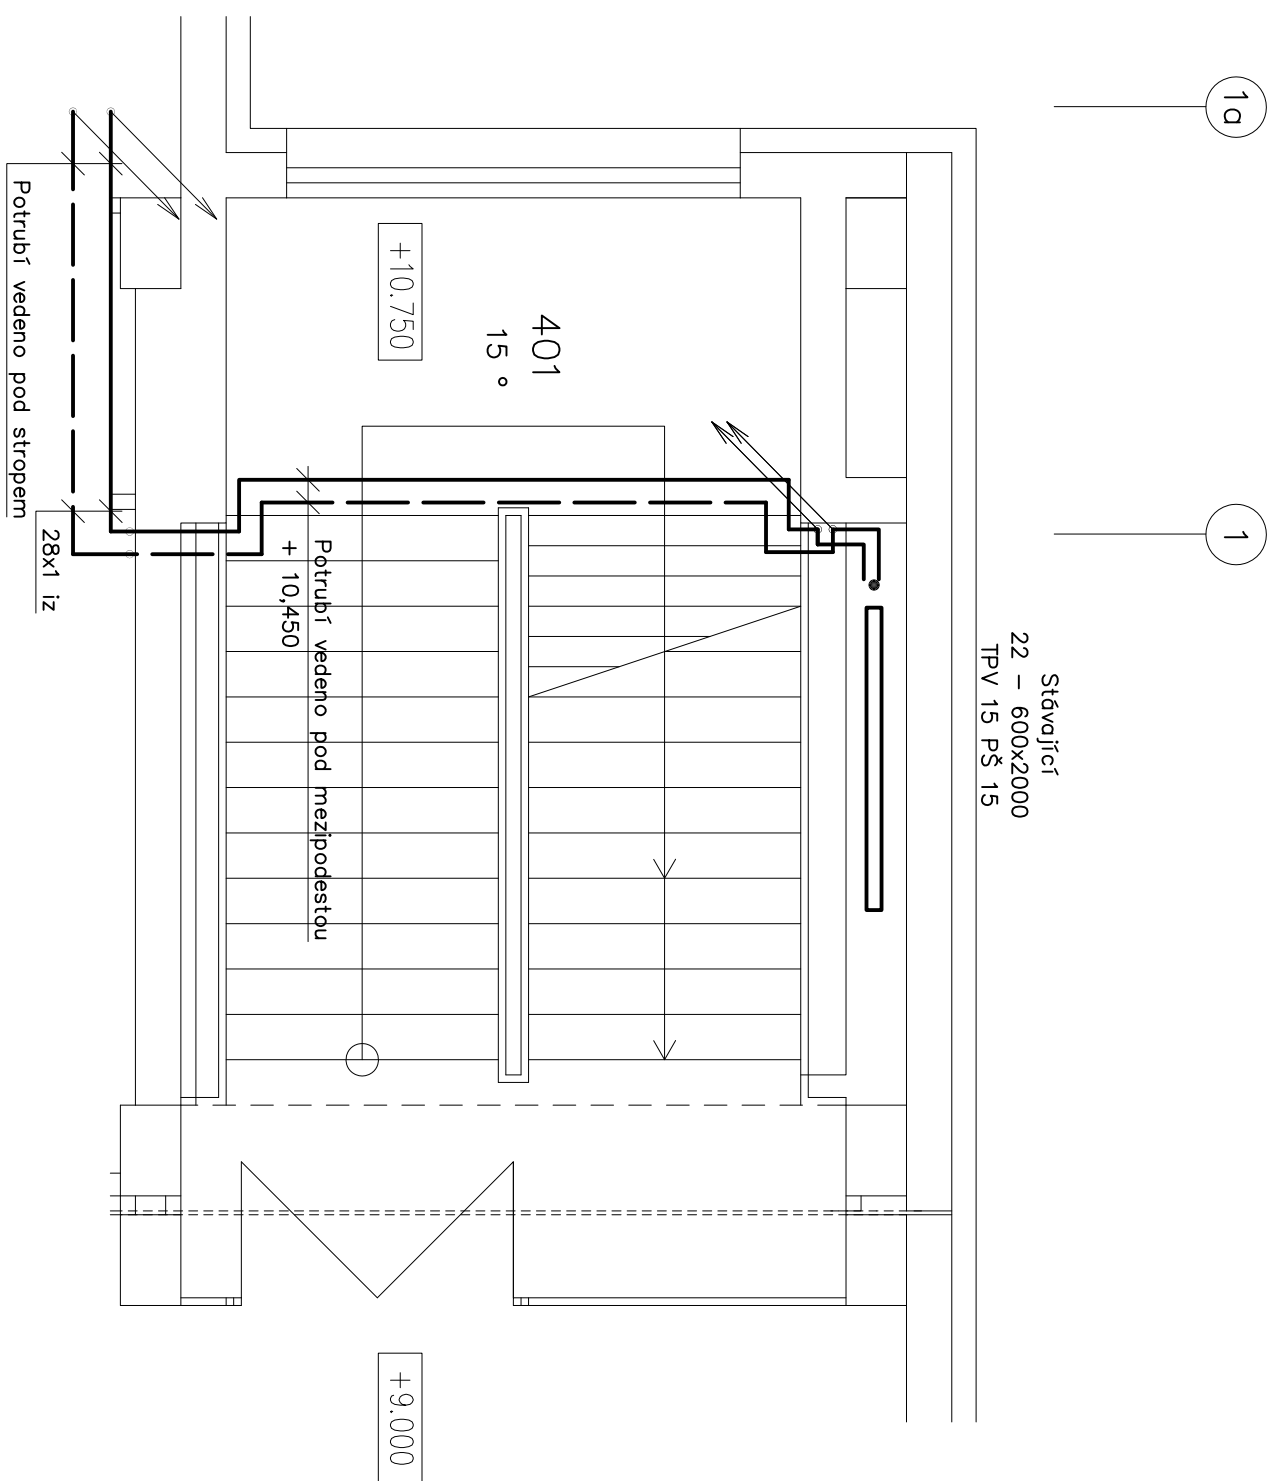 1a
1
Stávající
22 – 600x2000
TPV 15 PŠ 15
401
15 °
+10.750
Potrubí vedeno pod mezipodestou
+ 10,450
28x1 iz
Potrubí vedeno pod stropem
+9.000